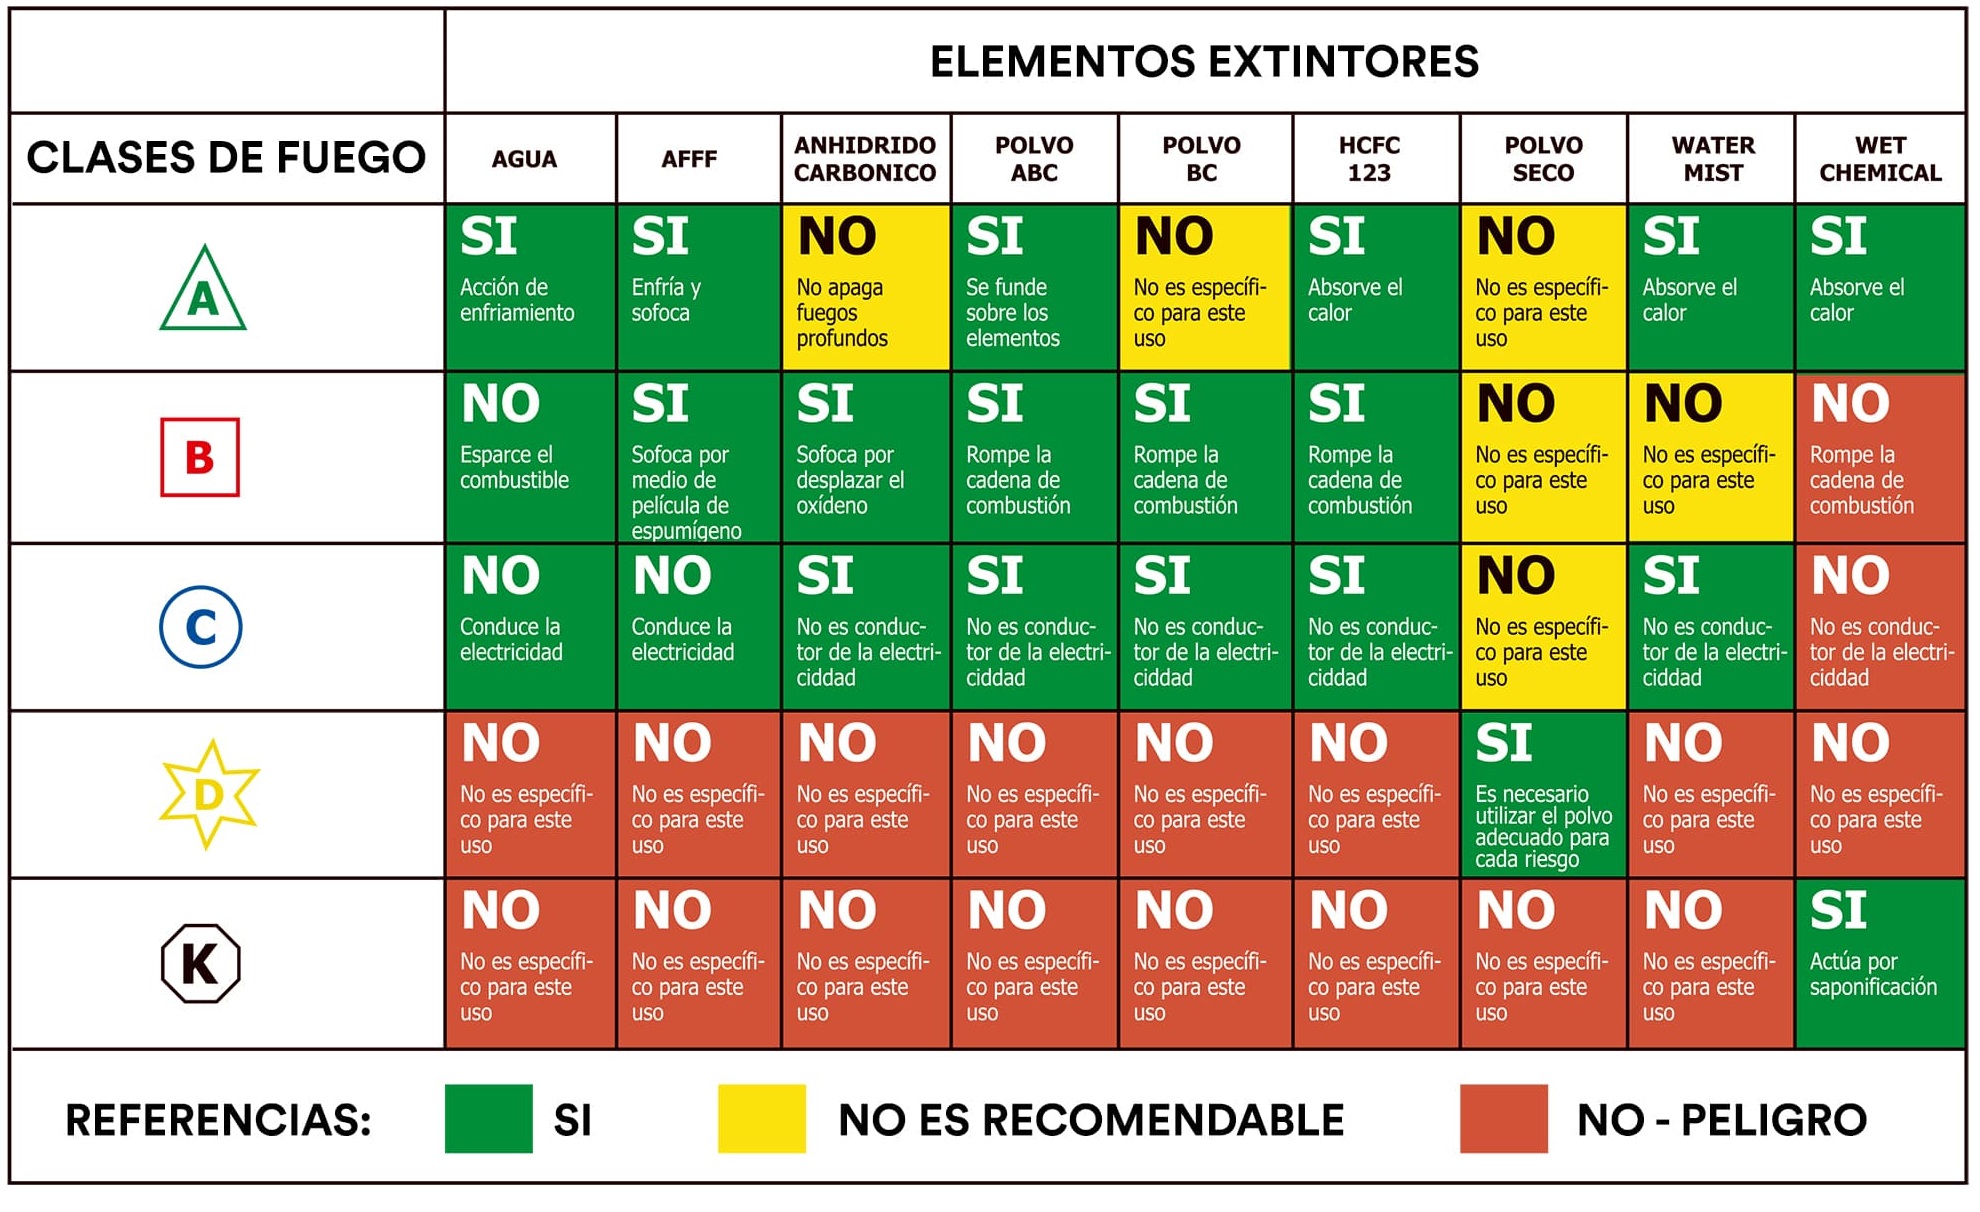 ELEMENTOS EXTINTORES
CLASES DE FUEGO
AGUA
AFFF
ANHIDRIDO
CARBONICO
POLVO
ABC
POLVO
BC
HCFC
123
POLVO
SECO
WATER
MIST
WET
CHEMICAL
A
SI
Acción de
enfriamiento
SI
Enfría y
sofoca
NO
No apaga
fuegos
profundos
SI
Se funde
sobre los
elementos
NO
No es específi-
co para este
uso
SI
Absorve el
calor
NO
No es específi-
co para este
uso
SI
Absorve el
calor
SI
Absorve el
calor
B
NO
Esparce el
combustible
SI
Sofoca por
medio de
película de
espumígeno
SI
Sofoca por
desplazar el
oxídeno
SI
Rompe la
cadena de
combustión
SI
Rompe la
cadena de
combustión
SI
Rompe la
cadena de
combustión
NO
No es específi-
co para este
uso
NO
No es específi-
co para este
uso
NO
Rompe la
cadena de
combustión
C
NO
Conduce la
electricidad
NO
Conduce la
electricidad
SI
No es conduc-
tor de la electri-
ciddad
SI
No es conduc-
tor de la electri-
ciddad
SI
No es conduc-
tor de la electri-
ciddad
SI
No es conduc-
tor de la electri-
ciddad
NO
No es específi-
co para este
uso
SI
No es conduc-
tor de la electri-
ciddad
NO
No es conduc-
tor de la electri-
ciddad
D
NO
No es específi-
co para este
uso
NO
No es específi-
co para este
uso
NO
No es específi-
co para este
uso
NO
No es específi-
co para este
uso
NO
No es específi-
co para este
uso
NO
No es específi-
co para este
uso
SI
Es necesario
utilizar el polvo
adecuado para
cada riesgo
NO
No es específi-
co para este
uso
NO
No es específi-
co para este
uso
K
NO
No es específi-
co para este
uso
NO
No es específi-
co para este
uso
NO
No es específi-
co para este
uso
NO
No es específi-
co para este
uso
NO
No es específi-
co para este
uso
NO
No es específi-
co para este
uso
NO
No es específi-
co para este
uso
NO
No es específi-
co para este
uso
SI
Actúa por
saponificación
REFERENCIAS:
SI
NO ES RECOMENDABLE
NO - PELIGRO